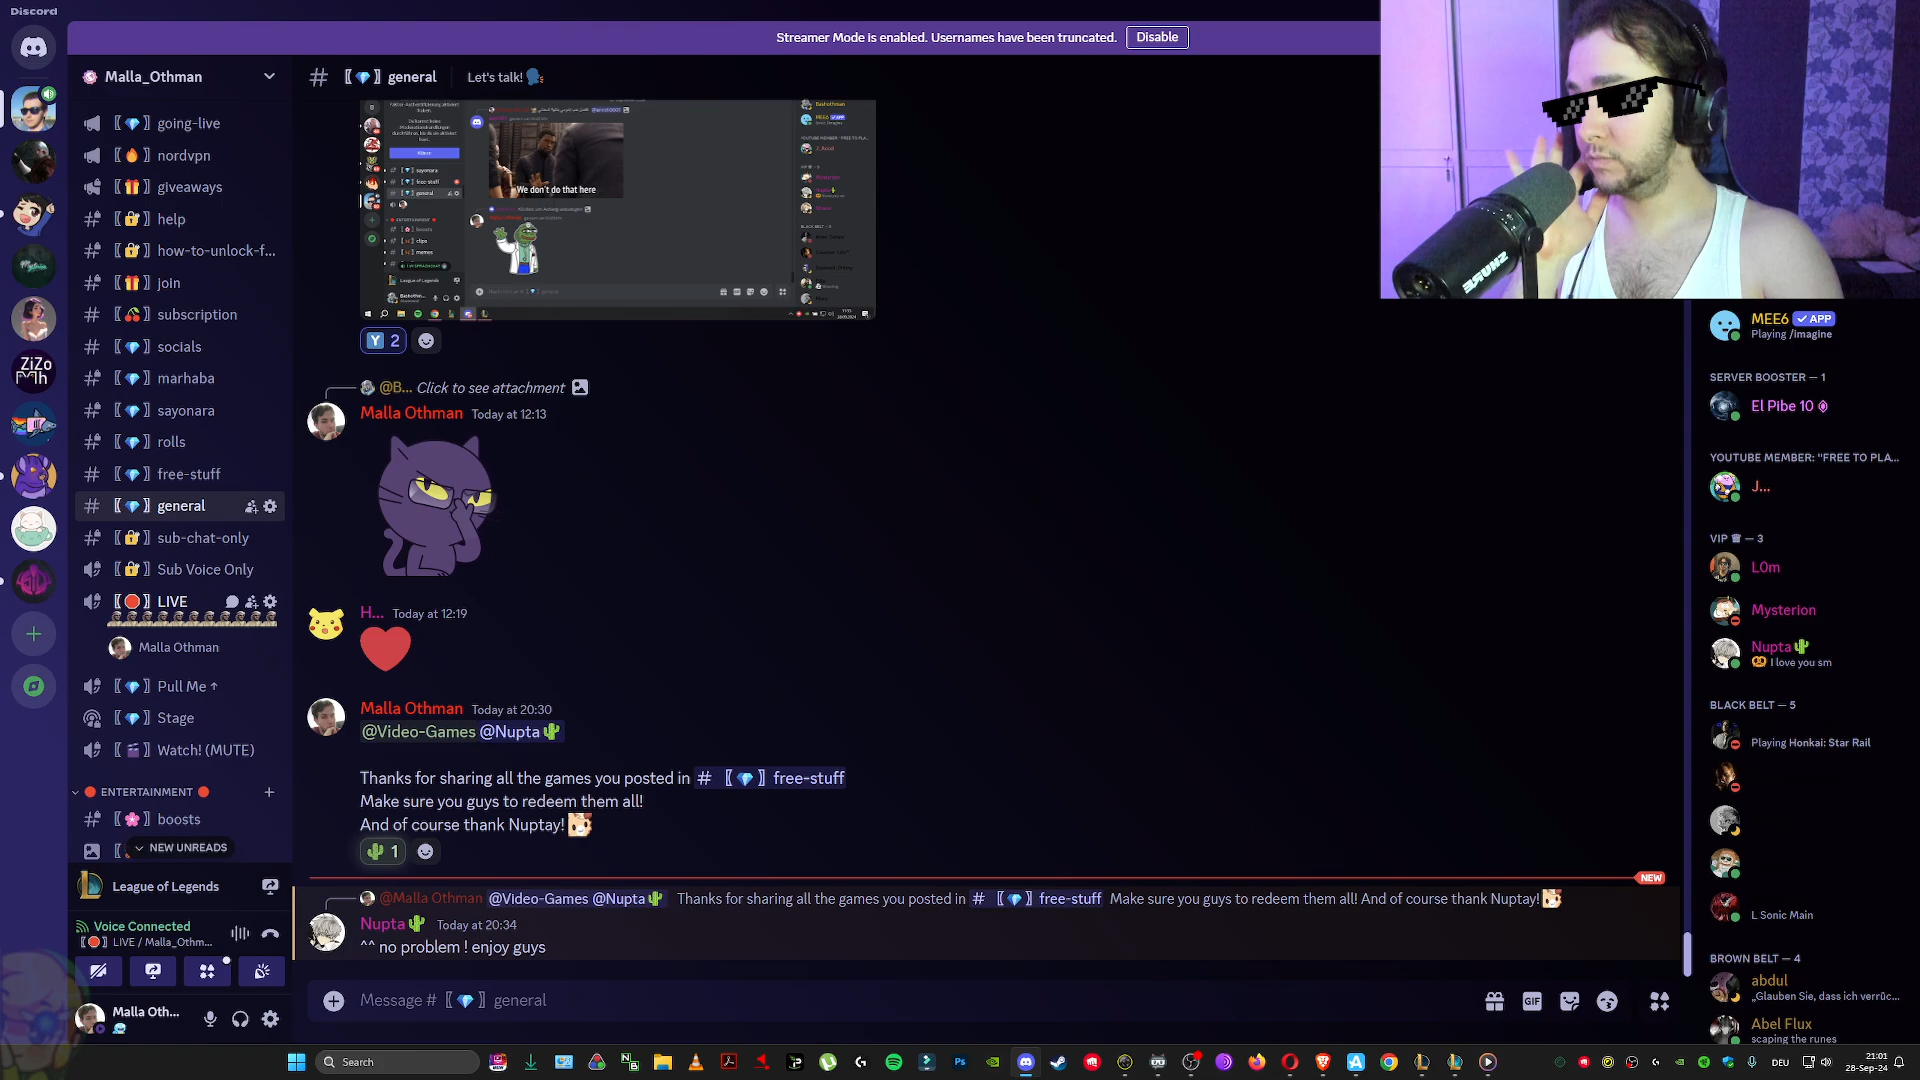 Discord
Streamer Mode is enabled. Usernames have been truncated.
Disable
Malla_Othman
going-live
nordvpn
giveaways
help
how-to-unlock-f...
join
subscription
socials
marhaba
sayonara
rolls
free-stuff
general
sub-chat-only
Sub Voice Only
LIVE
Malla Othman
Pull Me ↑
Stage
Watch! (MUTE)
ENTERTAINMENT
boosts
NEW UNREADS
League of Legends
Voice Connected
LIVE / Malla_Othm...
Malla Oth...
ZiZo
general
Let's talk!
We don't do that here
Y 2
@B... Click to see attachment
Malla Othman Today at 12:13
H... Today at 12:19
Malla Othman Today at 20:30
@Video-Games @Nupta
Thanks for sharing all the games you posted in # 〖💎〗 free-stuff
Make sure you guys to redeem them all!
And of course thank Nuptay!
1
NEW
@Malla Othman @Video-Games @Nupta Thanks for sharing all the games you posted in # 〖💎〗 free-stuff Make sure you guys to redeem them all! And of course thank Nuptay!
Nupta Today at 20:34
^^ no problem ! enjoy guys
Message # 〖💎〗 general
GIF
SHURE
MEE6 ✓ APP
Playing /imagine
SERVER BOOSTER — 1
El Pibe 10
YOUTUBE MEMBER: "FREE TO PLA...
J...
VIP ♕ — 3
L0m
Mysterion
Nupta
I love you sm
BLACK BELT — 5
Playing Honkai: Star Rail
L Sonic Main
BROWN BELT — 4
abdul
„Glauben Sie, dass ich verrüc...
Abel Flux
scaping the runes
Search
DEU
21:01
28-Sep-24